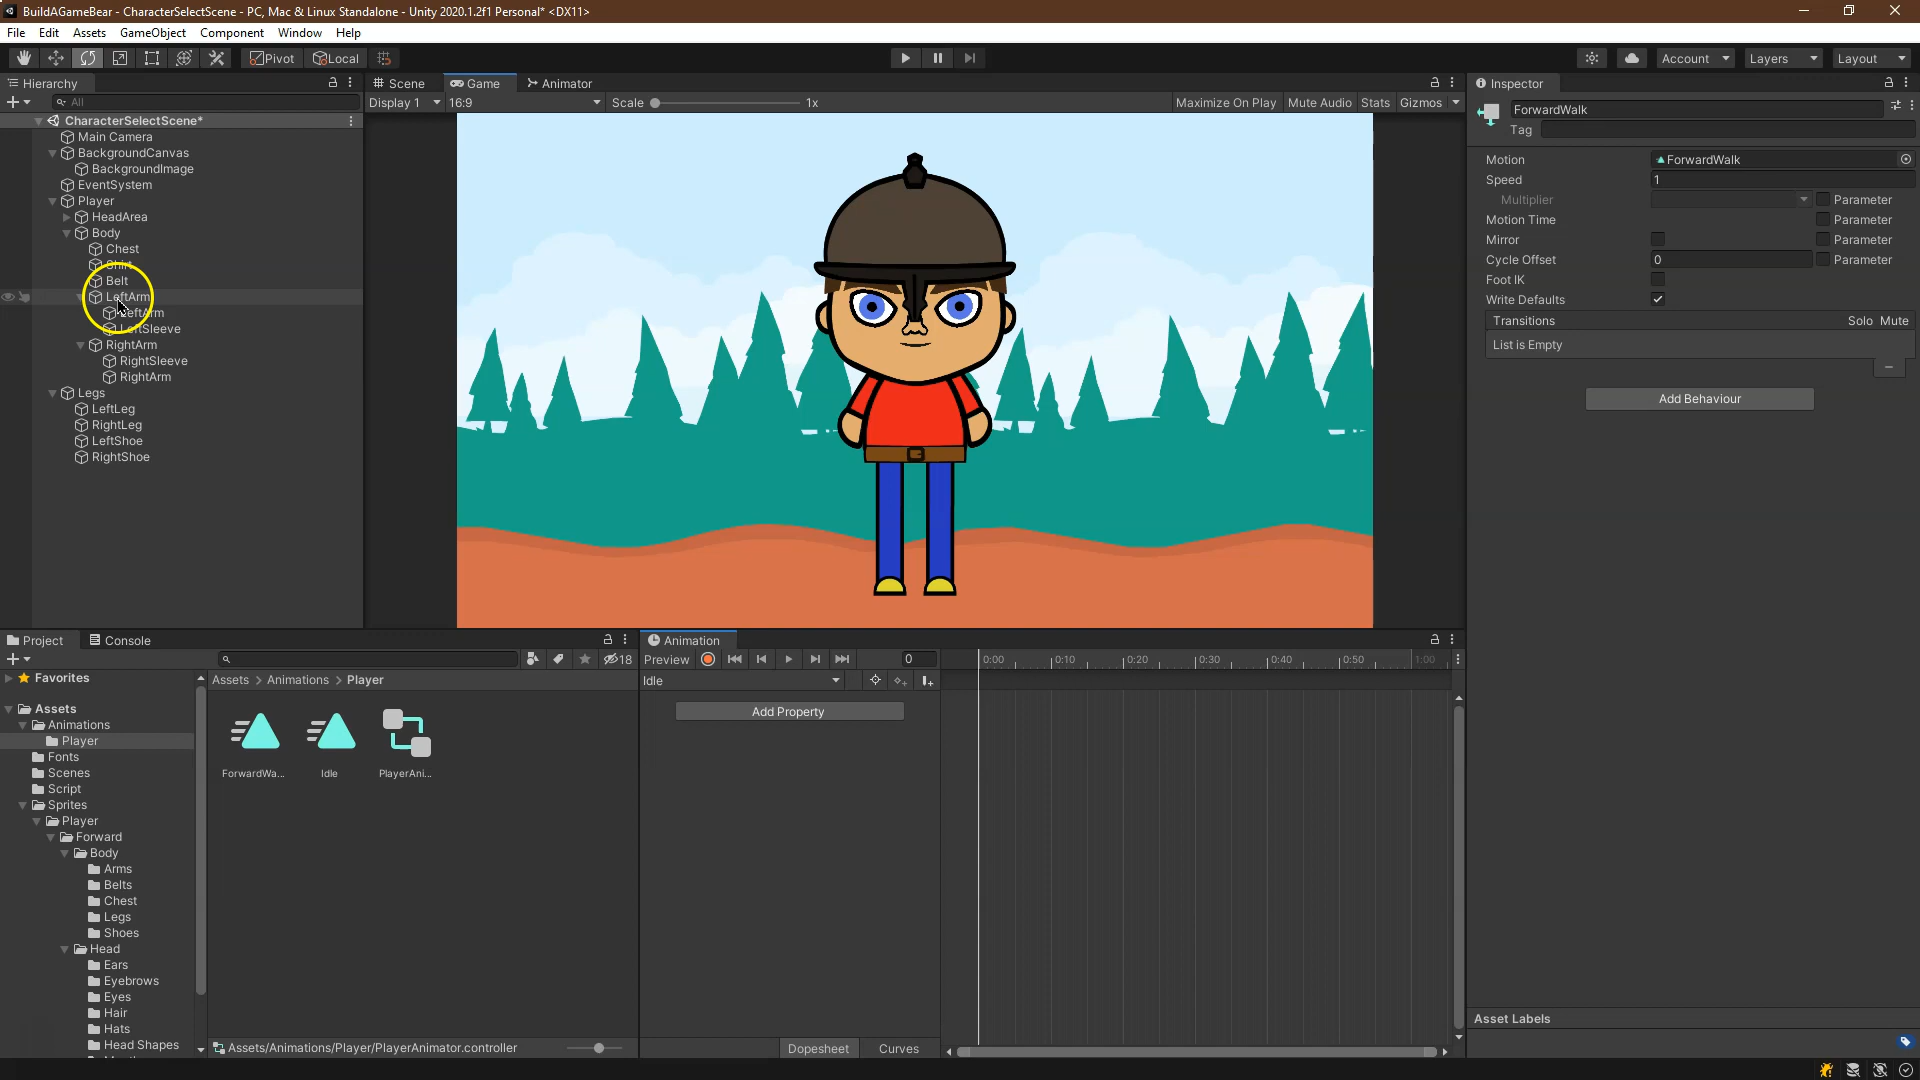 BuildAGameBear - CharacterSelectScene - PC, Mac & Linux Standalone - Unity 2020.1.2f1 Personal* <DX11>
File Edit Assets GameObject Component Window Help
Pivot Local Account Layers Layout
Hierarchy
All
CharacterSelectScene*
Main Camera
BackgroundCanvas
BackgroundImage
EventSystem
Player
HeadArea
Body
Chest
Shirt
Belt
LeftArm
LeftArm
LeftSleeve
RightArm
RightSleeve
RightArm
Legs
LeftLeg
RightLeg
LeftShoe
RightShoe
Scene Game Animator
Display 1 16:9 Scale 1x Maximize On Play Mute Audio Stats Gizmos
Inspector
ForwardWalk
Tag
Motion ForwardWalk
Speed 1
Multiplier Parameter
Motion Time Parameter
Mirror Parameter
Cycle Offset 0 Parameter
Foot IK
Write Defaults
Transitions Solo Mute
List is Empty
Add Behaviour
Asset Labels
Project Console
18
Favorites
Assets
Animations
Player
Fonts
Scenes
Script
Sprites
Player
Forward
Body
Arms
Belts
Chest
Legs
Shoes
Head
Ears
Eyebrows
Eyes
Hair
Hats
Head Shapes
Assets > Animations > Player
ForwardWa... Idle PlayerAni...
Assets/Animations/Player/PlayerAnimator.controller
Animation
Preview 0
Idle
Add Property
0:00 0:10 0:20 0:30 0:40 0:50 1:00
Dopesheet Curves